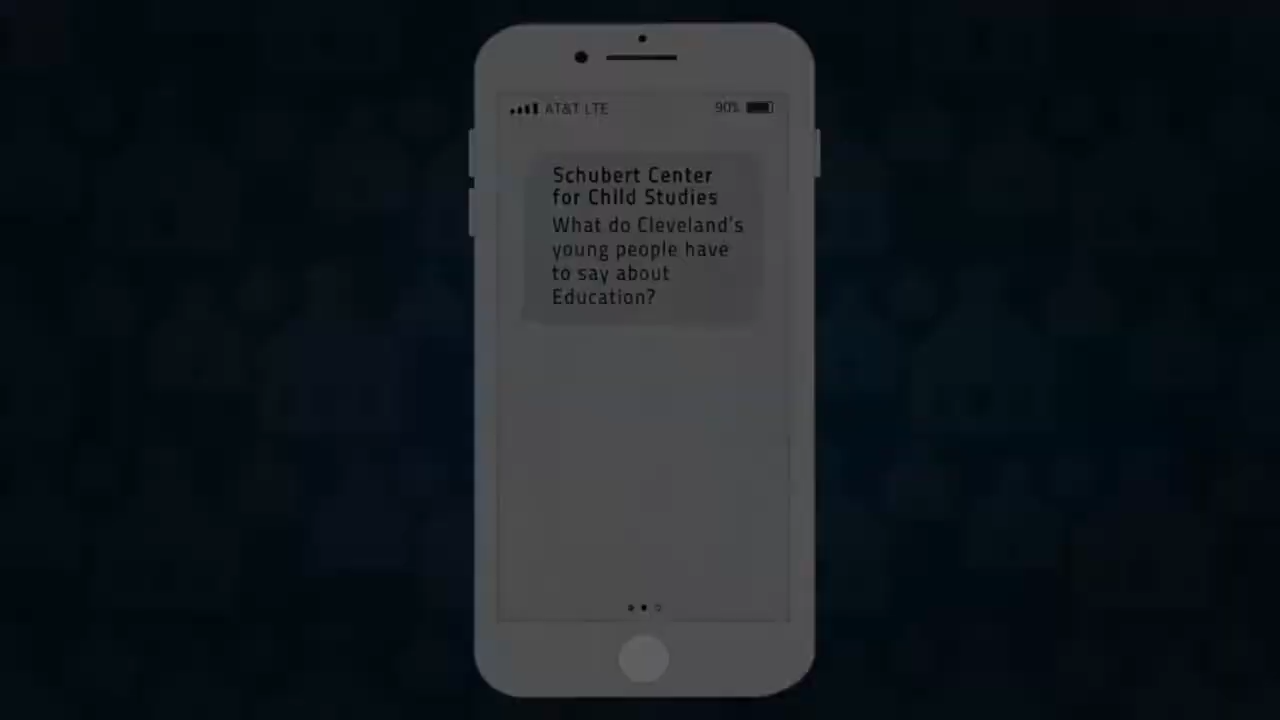 AT&T LTE 90%
Schubert Center
for Child Studies
What do Cleveland's
young people have
to say about
Education?